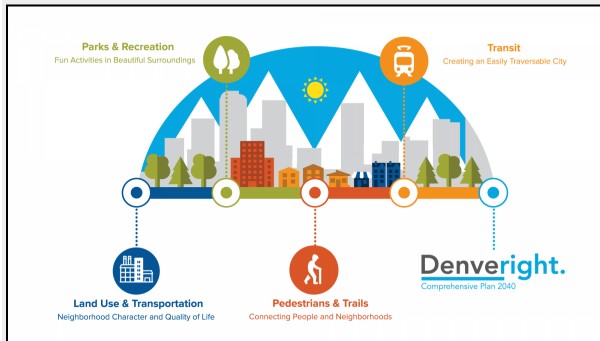 Parks & Recreation
Fun Activities in Beautiful Surroundings
Transit
Creating an Easily Traversable City
Land Use & Transportation
Neighborhood Character and Quality of Life
Pedestrians & Trails
Connecting People and Neighborhoods
Denveright.
Comprehensive Plan 2040